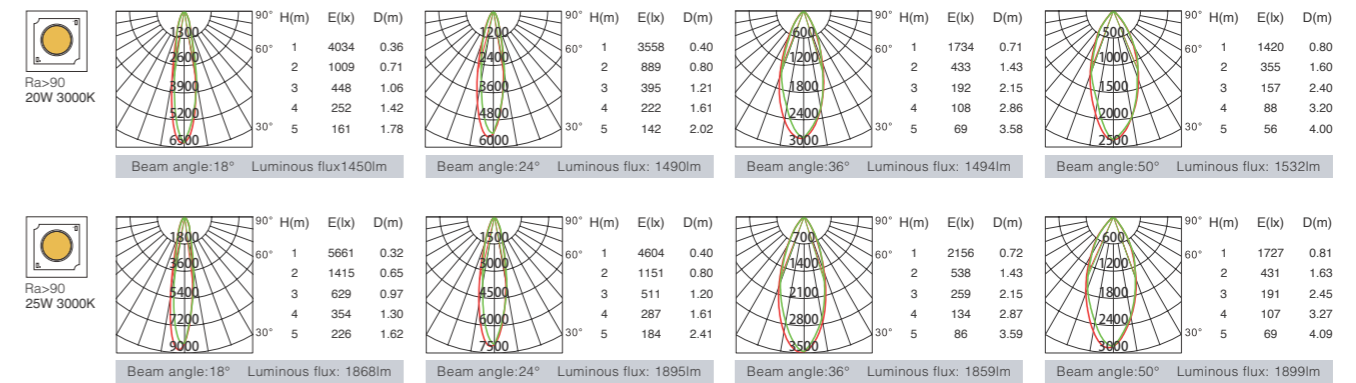 Ra>90
20W 3000K
1300
2600
3900
5200
6500
90°
60°
30°
H(m) E(lx) D(m)
1 4034 0.36
2 1009 0.71
3 448 1.06
4 252 1.42
5 161 1.78
Beam angle:18° Luminous flux1450lm
1200
2400
3600
4800
6000
90°
60°
30°
H(m) E(lx) D(m)
1 3558 0.40
2 889 0.80
3 395 1.21
4 222 1.61
5 142 2.02
Beam angle:24° Luminous flux: 1490lm
600
1200
1800
2400
3000
90°
60°
30°
H(m) E(lx) D(m)
1 1734 0.71
2 433 1.43
3 192 2.15
4 108 2.86
5 69 3.58
Beam angle:36° Luminous flux: 1494lm
500
1000
1500
2000
2500
90°
60°
30°
H(m) E(lx) D(m)
1 1420 0.80
2 355 1.60
3 157 2.40
4 88 3.20
5 56 4.00
Beam angle:50° Luminous flux: 1532lm
Ra>90
25W 3000K
1800
3600
5400
7200
9000
90°
60°
30°
H(m) E(lx) D(m)
1 5661 0.32
2 1415 0.65
3 629 0.97
4 354 1.30
5 226 1.62
Beam angle:18° Luminous flux: 1868lm
1500
3000
4500
6000
7500
90°
60°
30°
H(m) E(lx) D(m)
1 4604 0.40
2 1151 0.80
3 511 1.20
4 287 1.61
5 184 2.41
Beam angle:24° Luminous flux: 1895lm
700
1400
2100
2800
3500
90°
60°
30°
H(m) E(lx) D(m)
1 2156 0.72
2 538 1.43
3 259 2.15
4 134 2.87
5 86 3.59
Beam angle:36° Luminous flux: 1859lm
600
1200
1800
2400
3000
90°
60°
30°
H(m) E(lx) D(m)
1 1727 0.81
2 431 1.63
3 191 2.45
4 107 3.27
5 69 4.09
Beam angle:50° Luminous flux: 1899lm